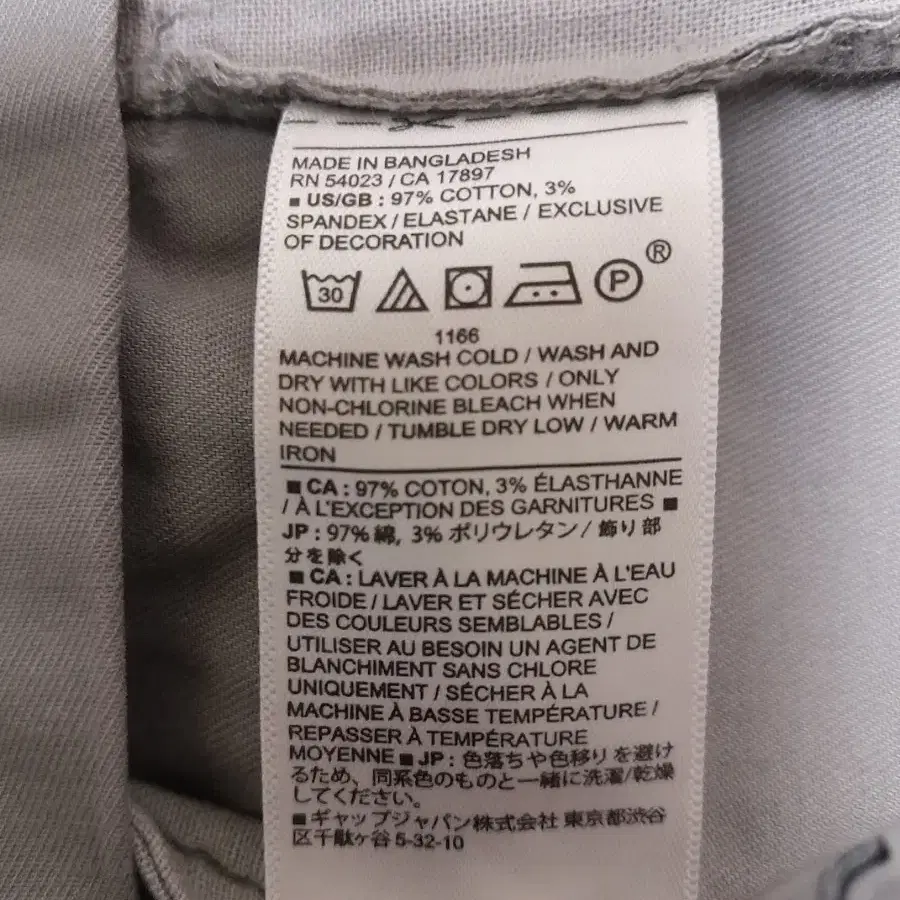 MADE IN BANGLADESH
RN 54023 / CA 17897
■ US/GB : 97% COTTON, 3%
SPANDEX / ELASTANE / EXCLUSIVE
OF DECORATION
30 P ®
1166
MACHINE WASH COLD / WASH AND
DRY WITH LIKE COLORS / ONLY
NON-CHLORINE BLEACH WHEN
NEEDED / TUMBLE DRY LOW / WARM
IRON
■ CA : 97% COTON, 3% ÉLASTHANNE
/ À L'EXCEPTION DES GARNITURES ■
JP : 97% 綿, 3% ポリウレタン / 飾り部
分を除く
■ CA : LAVER À LA MACHINE À L'EAU
FROIDE / LAVER ET SÉCHER AVEC
DES COULEURS SEMBLABLES /
UTILISER AU BESOIN UN AGENT DE
BLANCHIMENT SANS CHLORE
UNIQUEMENT / SÉCHER À LA
MACHINE À BASSE TEMPÉRATURE /
REPASSER À TEMPÉRATURE
MOYENNE ■ JP : 色落ちや色移りを避け
るため、同系色のものと一緒に洗濯/乾燥
してください。
■ ギャップジャパン株式会社 東京都渋谷
区千駄ヶ谷 5-32-10